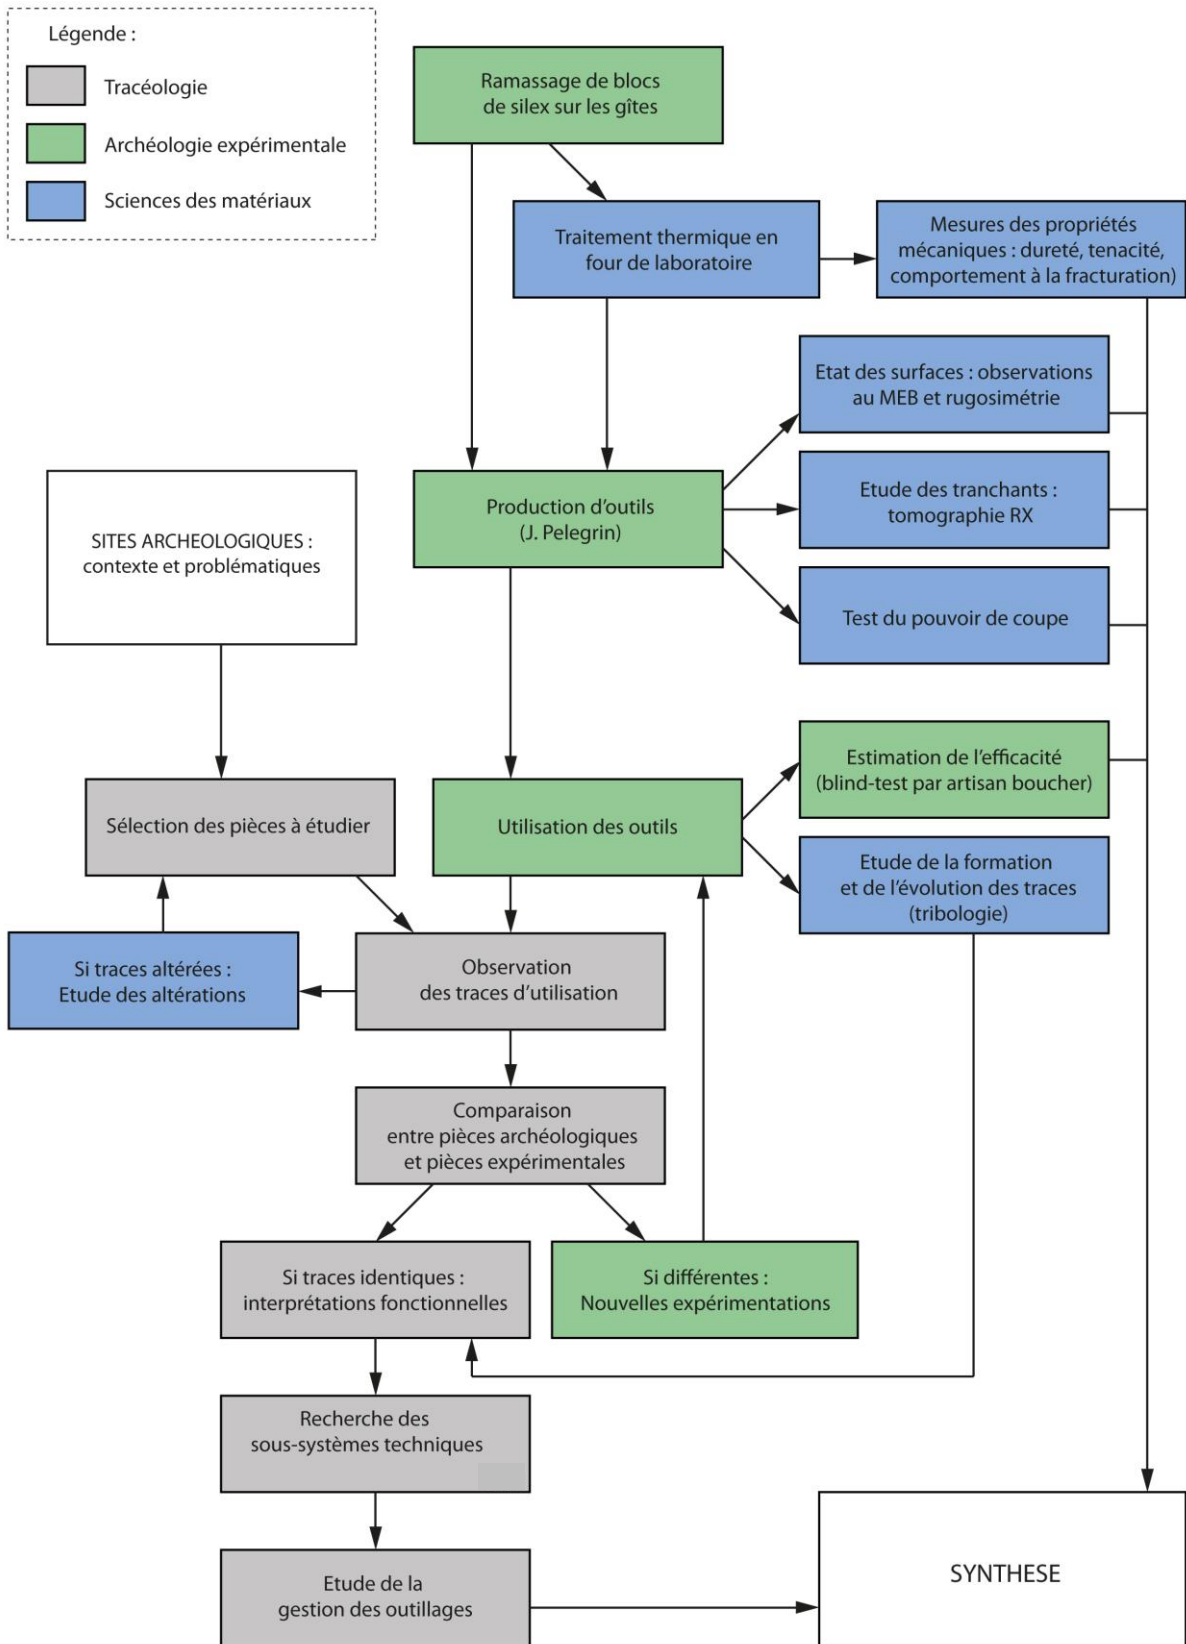 Légende :
Tracéologie
Archéologie expérimentale
Sciences des matériaux
Ramassage de blocs
de silex sur les gîtes
Traitement thermique en
four de laboratoire
Mesures des propriétés
mécaniques : dureté, tenacité,
comportement à la fracturation)
Etat des surfaces : observations
au MEB et rugosimétrie
Etude des tranchants :
tomographie RX
Test du pouvoir de coupe
Production d’outils
(J. Pelegrin)
SITES ARCHEOLOGIQUES :
contexte et problématiques
Sélection des pièces à étudier
Utilisation des outils
Estimation de l’efficacité
(blind-test par artisan boucher)
Etude de la formation
et de l’évolution des traces
(tribologie)
Si traces altérées :
Etude des altérations
Observation
des traces d’utilisation
Comparaison
entre pièces archéologiques
et pièces expérimentales
Si traces identiques :
interprétations fonctionnelles
Si différentes :
Nouvelles expérimentations
Recherche des
sous-systèmes techniques
Etude de la
gestion des outillages
SYNTHESE